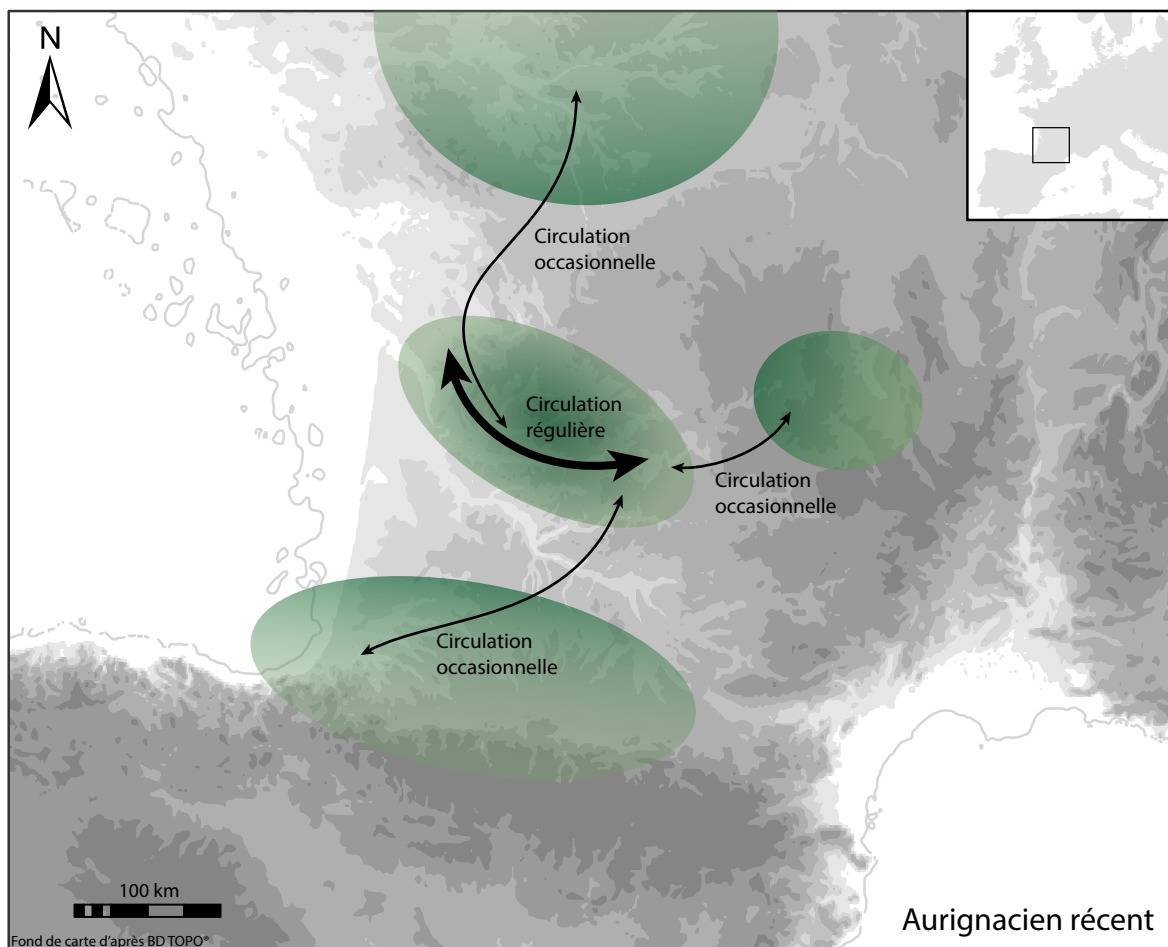 N
Circulation
occasionnelle
Circulation
régulière
Circulation
occasionnelle
Circulation
occasionnelle
100 km
Aurignacien récent
Fond de carte d'après BD TOPO®